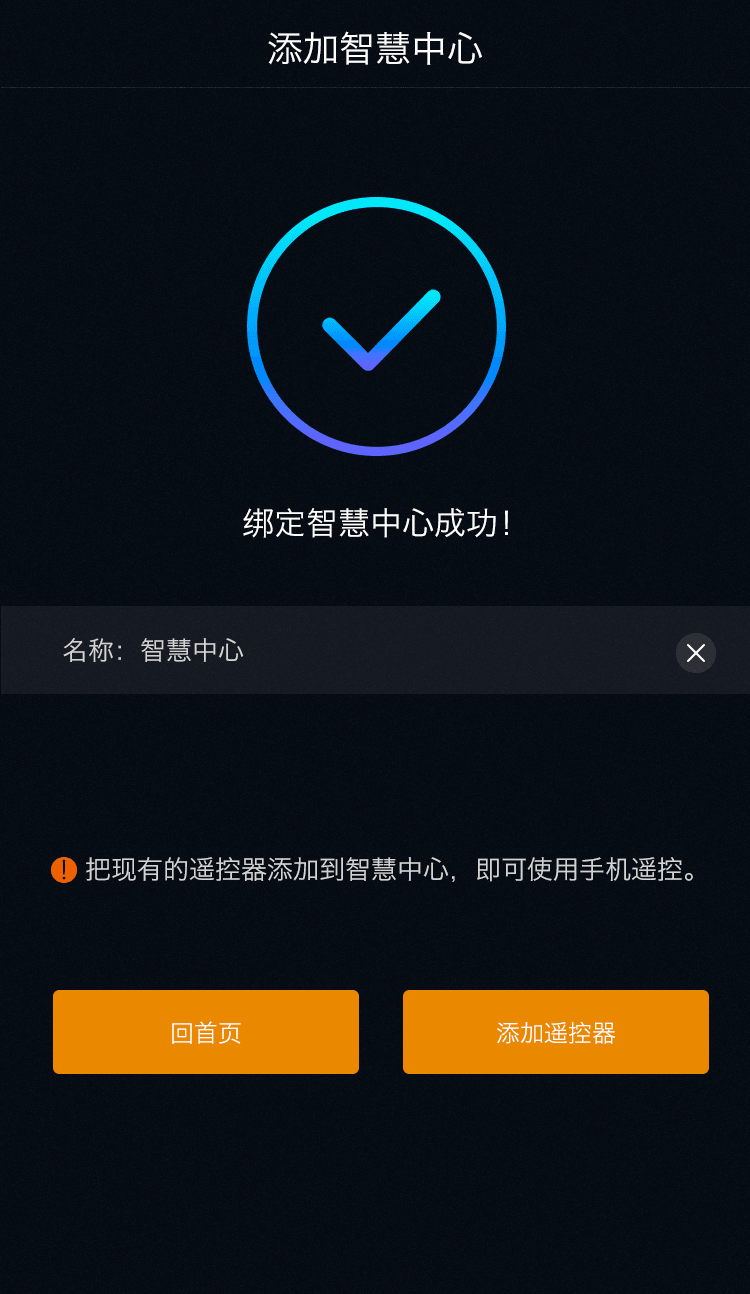 添加智慧中心
绑定智慧中心成功！
名称：智慧中心
把现有的遥控器添加到智慧中心，即可使用手机遥控。
回首页
添加遥控器